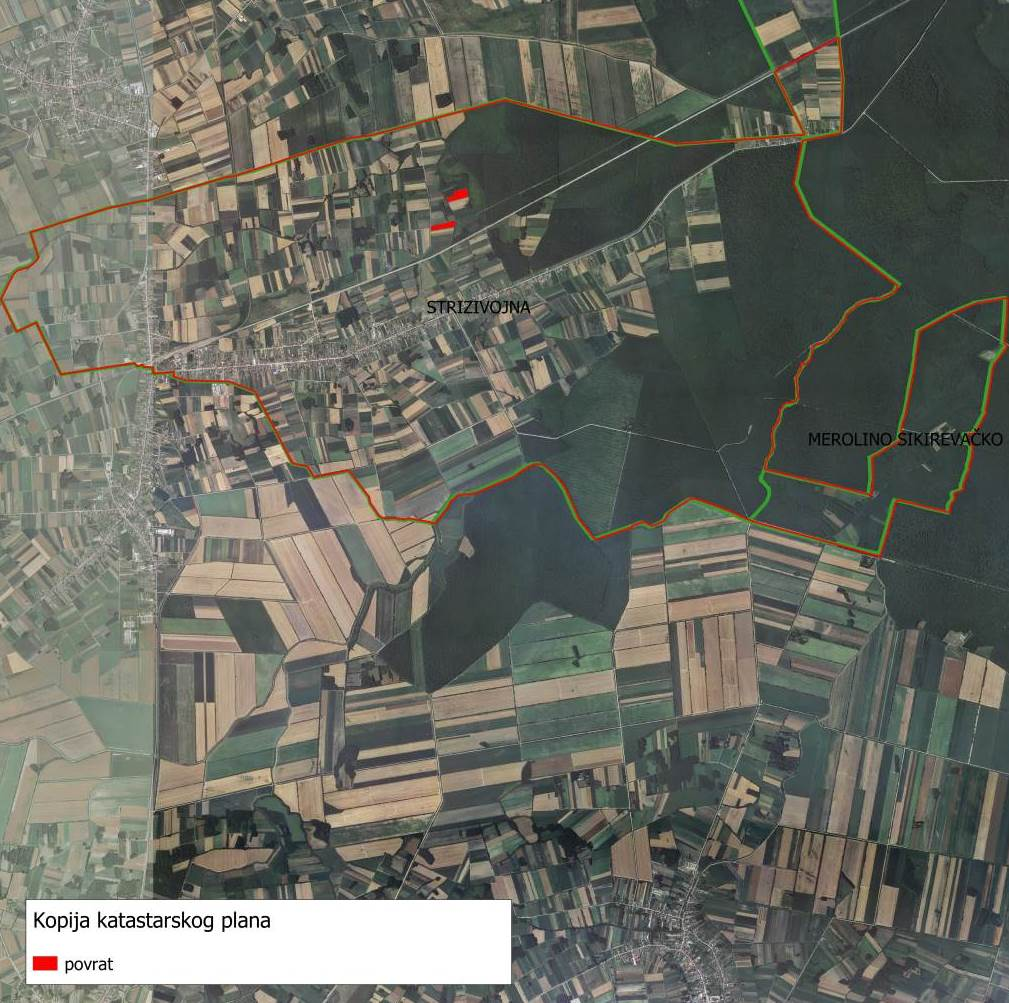 STRIZIVOJNA
MEROLINO SIKIREVAČKO
Kopija katastarskog plana
povrat